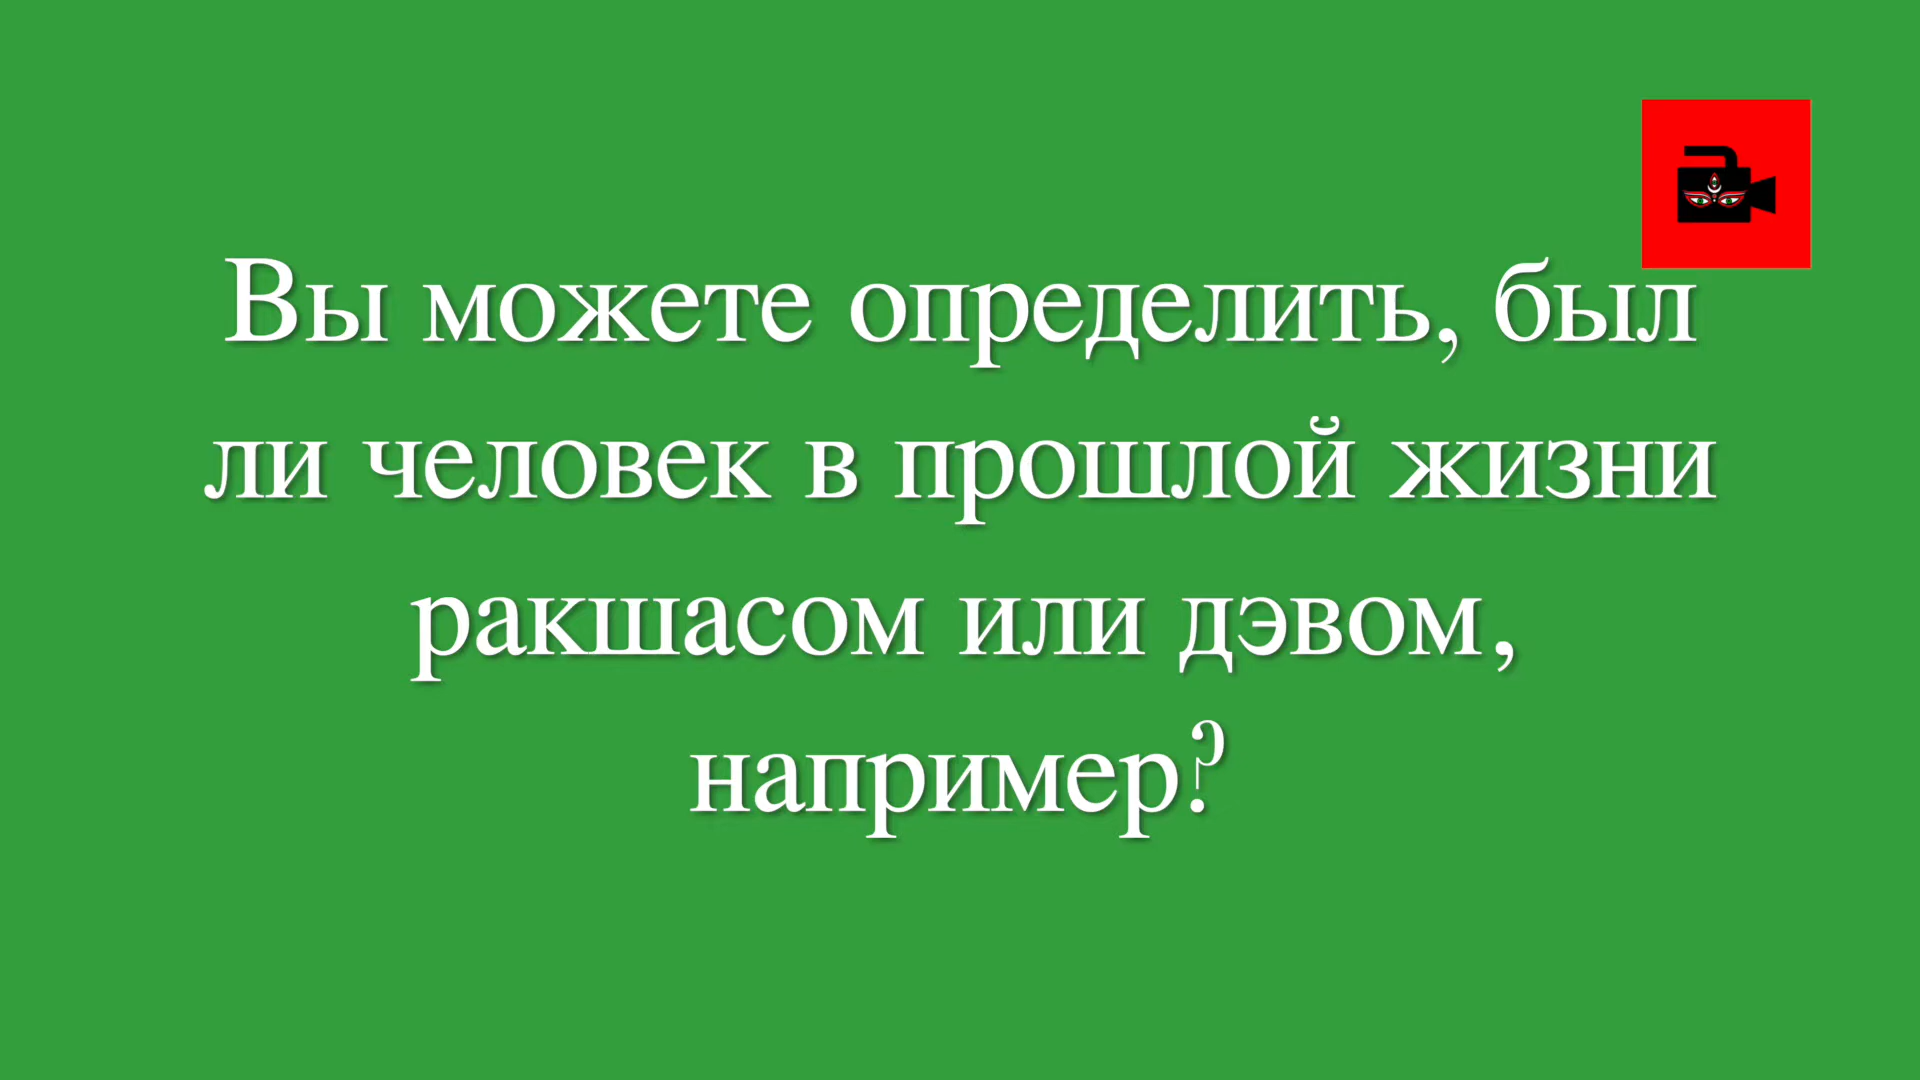 Вы можете определить, был
ли человек в прошлой жизни
ракшасом или дэвом,
например?